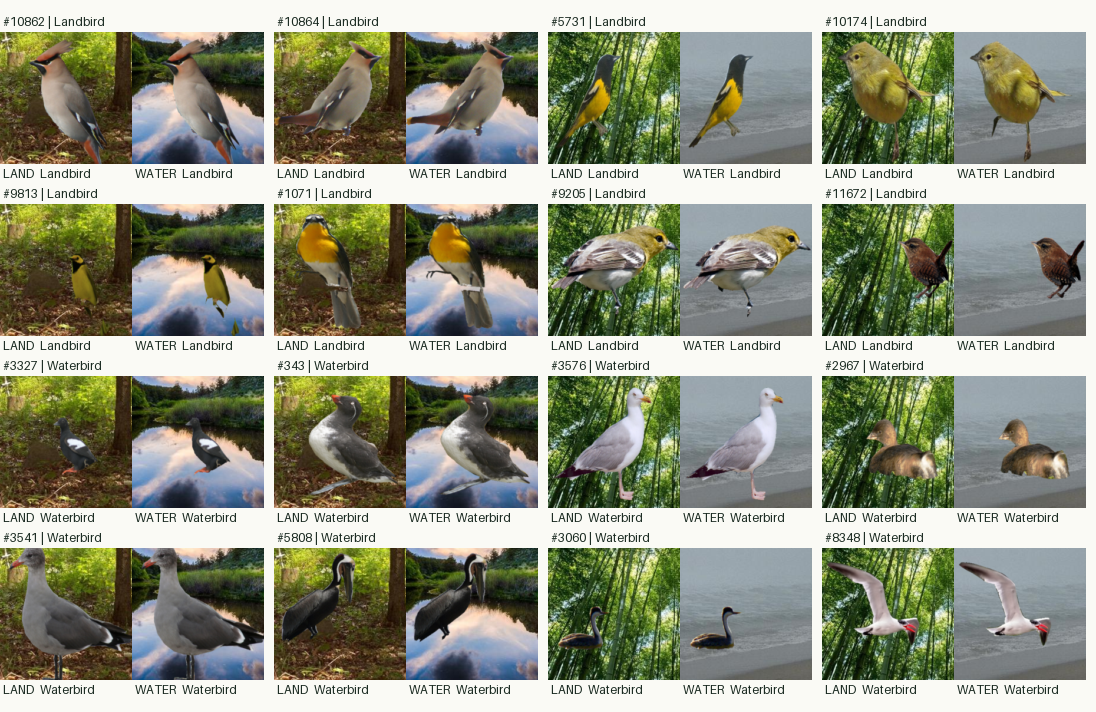 #10862 | Landbird
#10864 | Landbird
#5731 | Landbird
#10174 | Landbird
LAND Landbird
WATER Landbird
LAND Landbird
WATER Landbird
LAND Landbird
WATER Landbird
LAND Landbird
WATER Landbird
#9813 | Landbird
#1071 | Landbird
#9205 | Landbird
#11672 | Landbird
LAND Landbird
WATER Landbird
LAND Landbird
WATER Landbird
LAND Landbird
WATER Landbird
LAND Landbird
WATER Landbird
#3327 | Waterbird
#343 | Waterbird
#3576 | Waterbird
#2967 | Waterbird
LAND Waterbird
WATER Waterbird
LAND Waterbird
WATER Waterbird
LAND Waterbird
WATER Waterbird
LAND Waterbird
WATER Waterbird
#3541 | Waterbird
#5808 | Waterbird
#3060 | Waterbird
#8348 | Waterbird
LAND Waterbird
WATER Waterbird
LAND Waterbird
WATER Waterbird
LAND Waterbird
WATER Waterbird
LAND Waterbird
WATER Waterbird